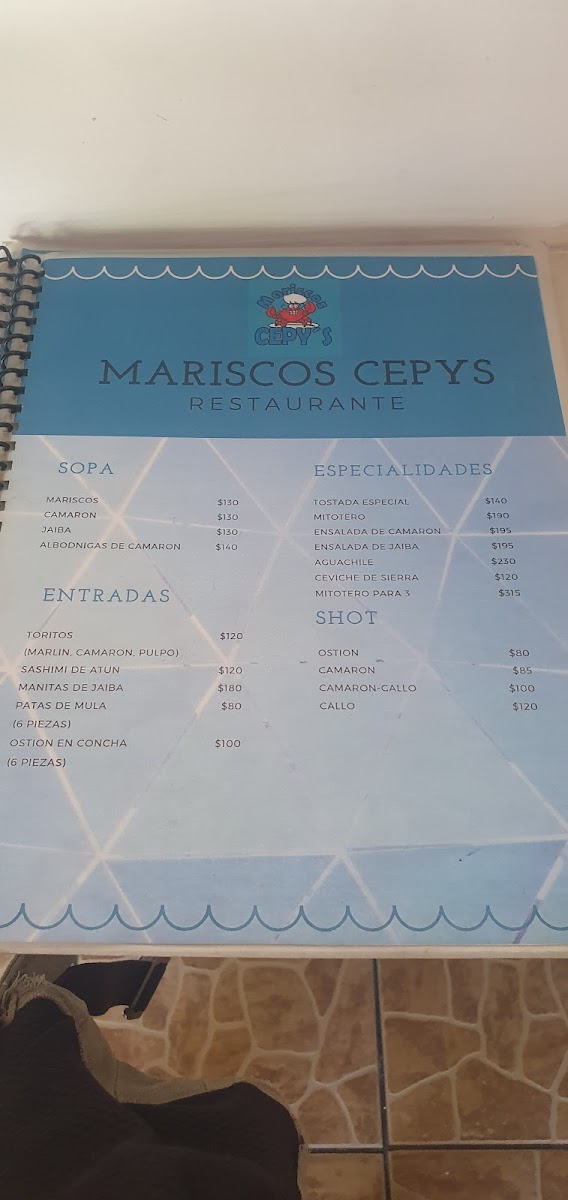 Mariscos
CEPY'S
MARISCOS CEPYS
RESTAURANTE
SOPA
MARISCOS $130
CAMARON $130
JAIBA $130
ALBODNIGAS DE CAMARON $140
ENTRADAS
TORITOS $120
(MARLIN, CAMARON, PULPO)
SASHIMI DE ATUN $120
MANITAS DE JAIBA $180
PATAS DE MULA $80
(6 PIEZAS)
OSTION EN CONCHA $100
(6 PIEZAS)
ESPECIALIDADES
TOSTADA ESPECIAL $140
MITOTERO $190
ENSALADA DE CAMARON $195
ENSALADA DE JAIBA $195
AGUACHILE $230
CEVICHE DE SIERRA $120
MITOTERO PARA 3 $315
SHOT
OSTION $80
CAMARON $85
CAMARON-CALLO $100
CALLO $120